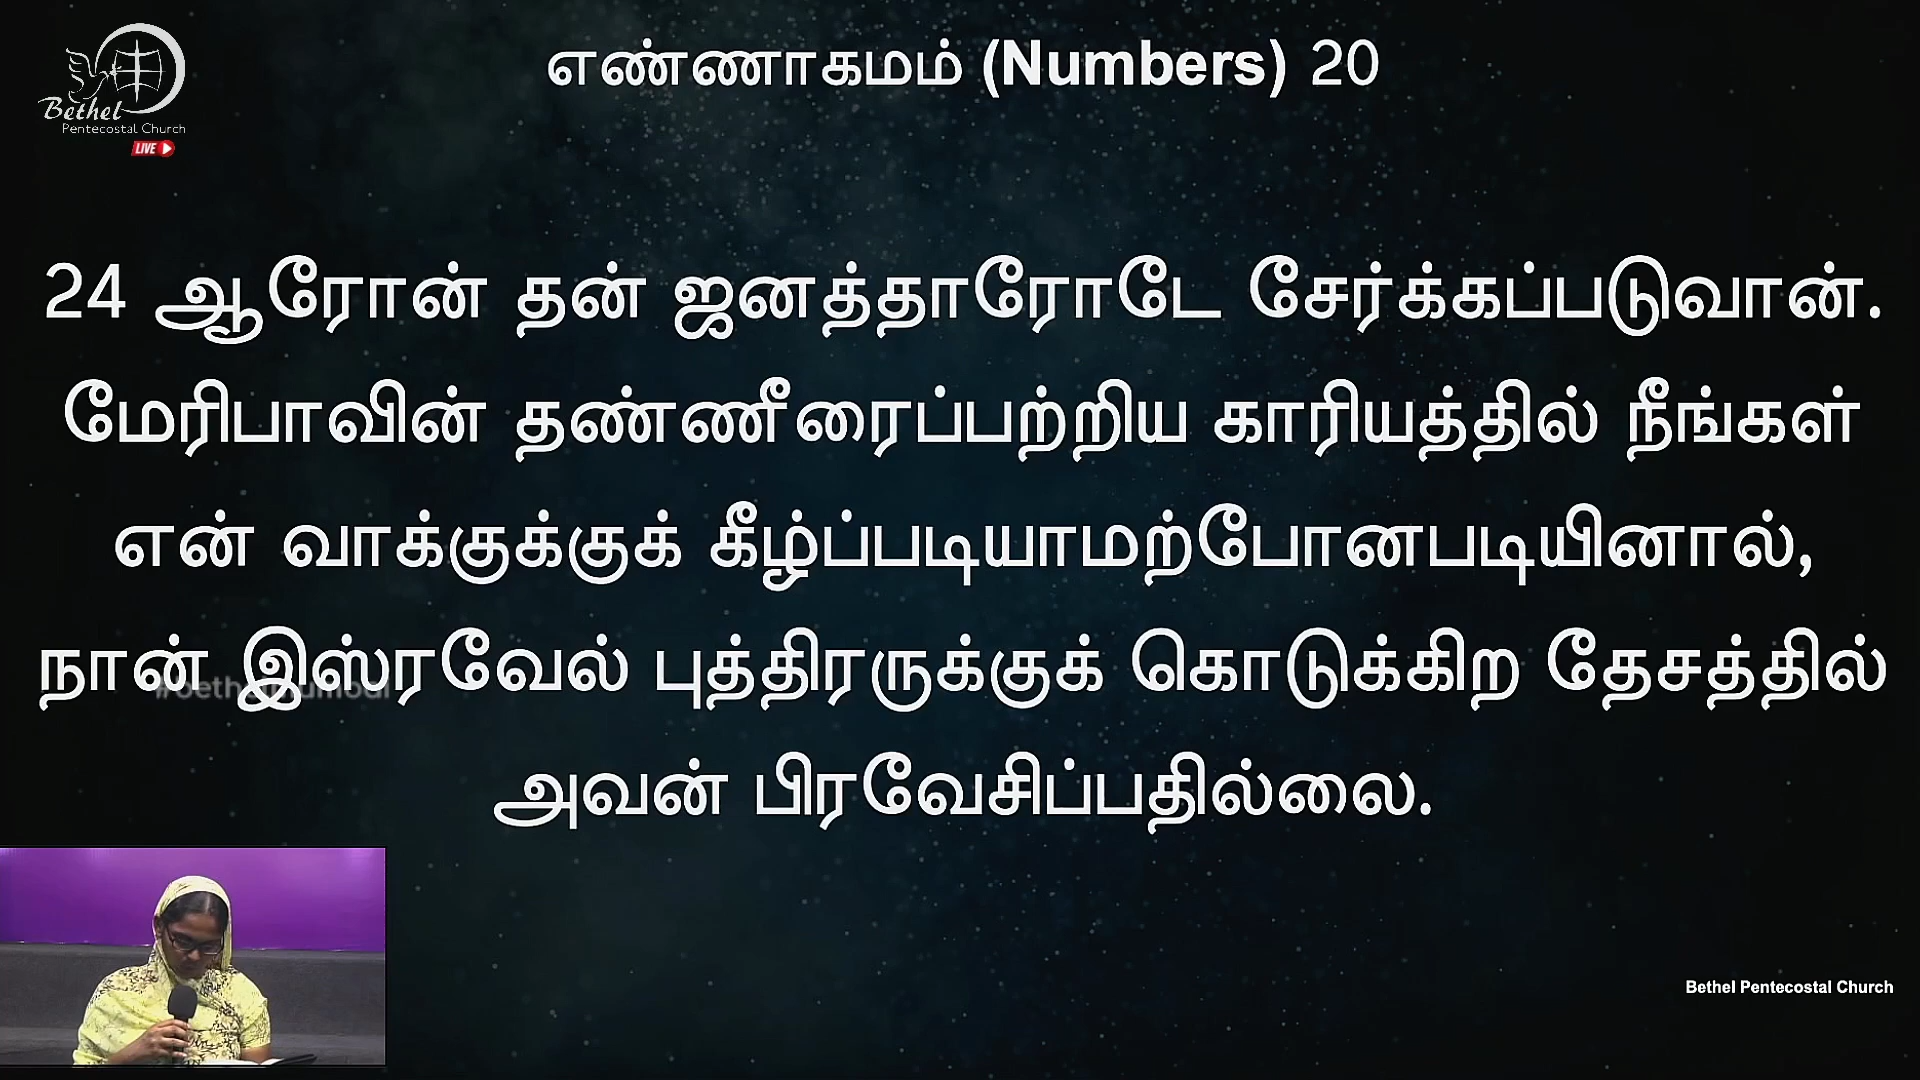 Bethel
Pentecostal Church
LIVE
எண்ணாகமம் (Numbers) 20
24 ஆரோன் தன் ஜனத்தாரோடே சேர்க்கப்படுவான்.
மேரிபாவின் தண்ணீரைப்பற்றிய காரியத்தில் நீங்கள்
என் வாக்குக்குக் கீழ்ப்படியாமற்போனபடியினால்,
நான் இஸ்ரவேல் புத்திரருக்குக் கொடுக்கிற தேசத்தில்
அவன் பிரவேசிப்பதில்லை.
Bethel Pentecostal Church